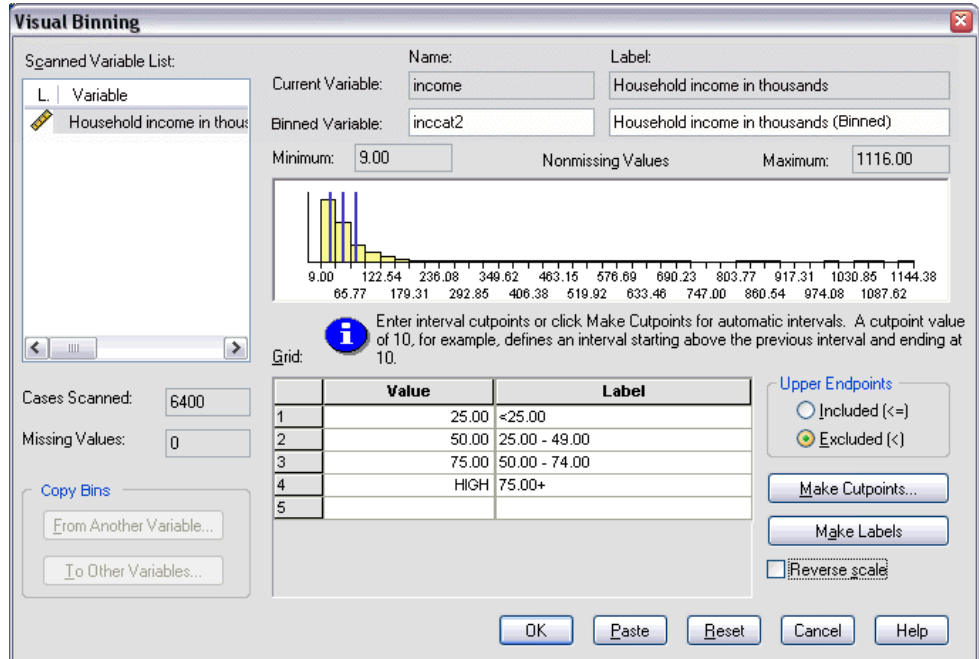 Visual Binning
Scanned Variable List:
L. Variable
Household income in thous
Name: Label:
Current Variable: income Household income in thousands
Binned Variable: inccat2 Household income in thousands (Binned)
Minimum: 9.00 Nonmissing Values Maximum: 1116.00
9.00 122.54 236.08 349.62 463.15 576.69 690.23 803.77 917.31 1030.85 1144.38
65.77 179.31 292.85 406.38 519.92 633.46 747.00 860.54 974.08 1087.62
Enter interval cutpoints or click Make Cutpoints for automatic intervals. A cutpoint value
of 10, for example, defines an interval starting above the previous interval and ending at
10.
Grid:
Value Label
1 25.00 <25.00
2 50.00 25.00 - 49.00
3 75.00 50.00 - 74.00
4 HIGH 75.00+
5
Cases Scanned: 6400
Missing Values: 0
Copy Bins
From Another Variable...
To Other Variables...
Upper Endpoints
Included (<=)
Excluded (<)
Make Cutpoints...
Make Labels
Reverse scale
OK Paste Reset Cancel Help